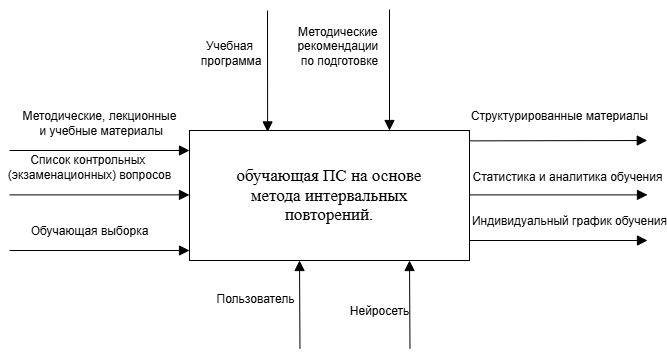 Учебная
программа
Методические
рекомендации
по подготовке
Методические, лекционные
и учебные материалы
Список контрольных
(экзаменационных) вопросов
Обучающая выборка
обучающая ПС на основе
метода интервальных
повторений.
Структурированные материалы
Статистика и аналитика обучения
Индивидуальный график обучения
Пользователь
Нейросеть